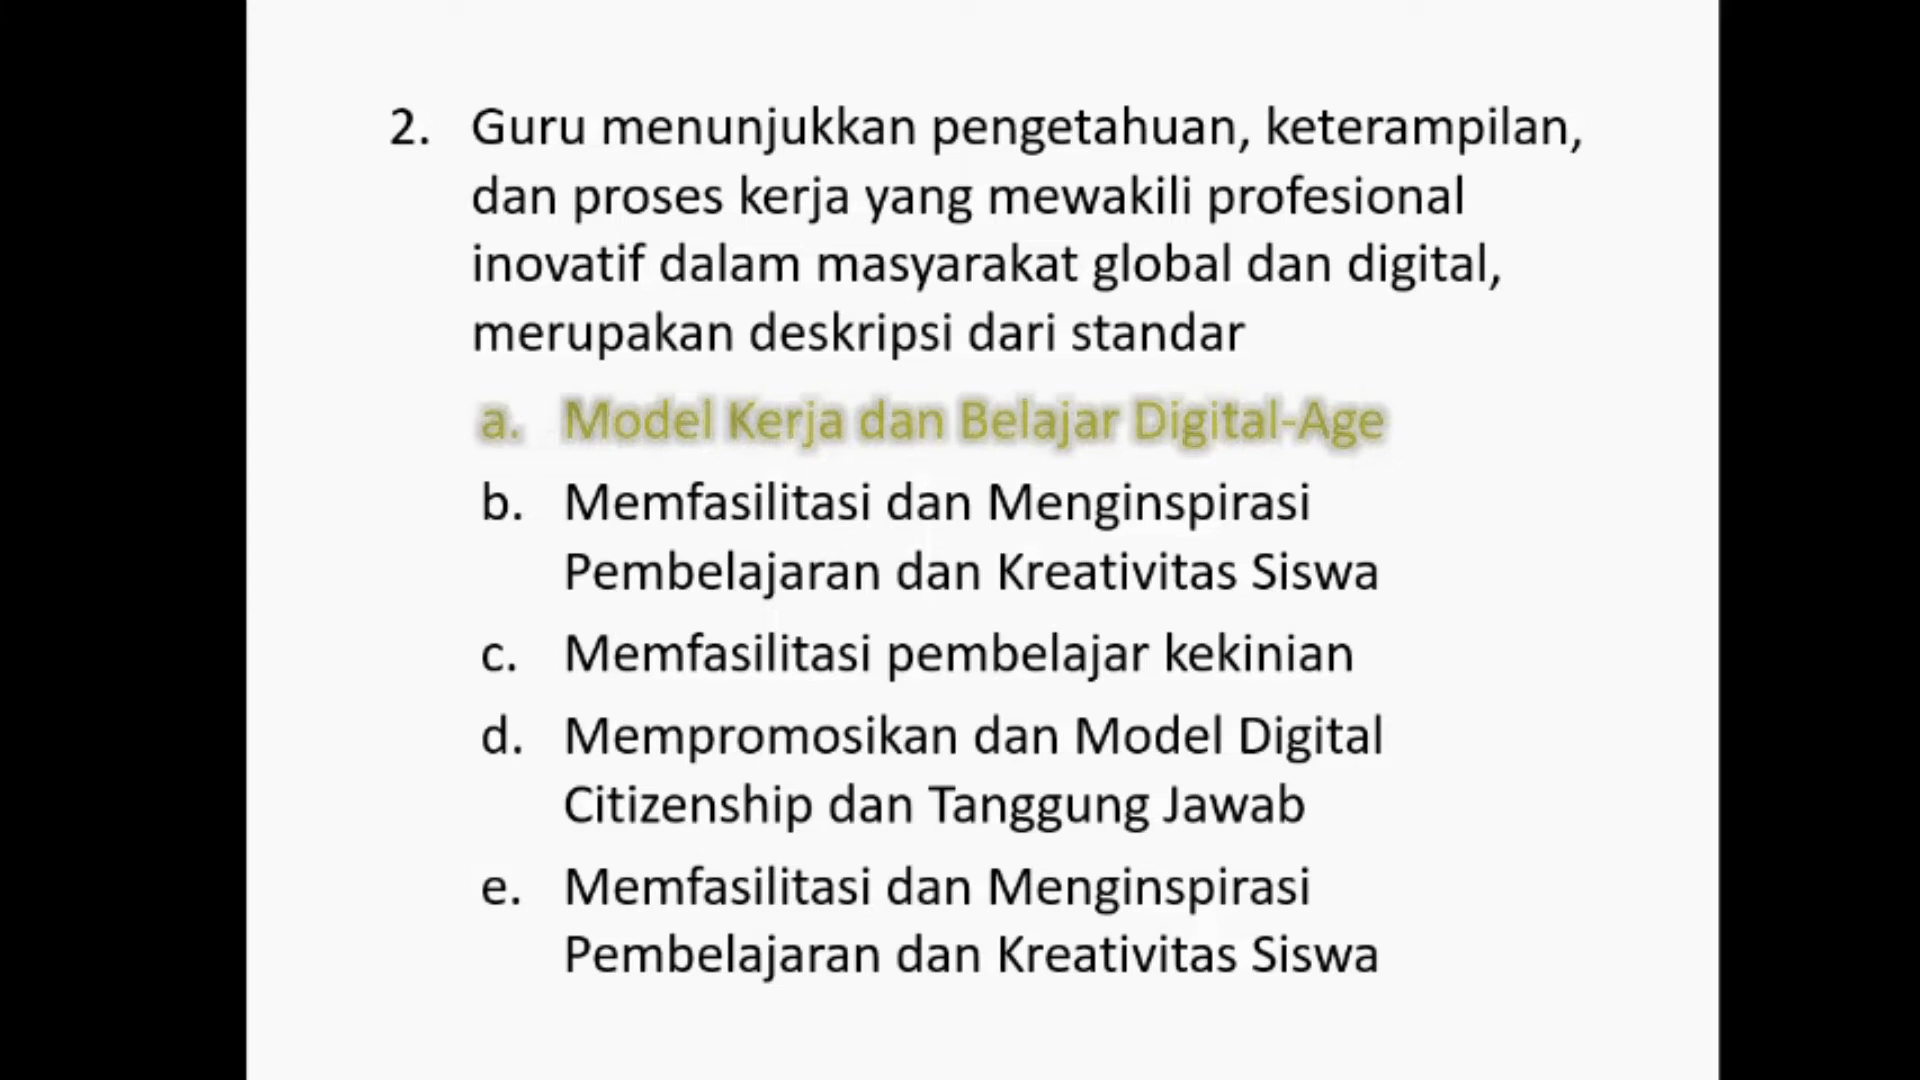 2. Guru menunjukkan pengetahuan, keterampilan,
dan proses kerja yang mewakili profesional
inovatif dalam masyarakat global dan digital,
merupakan deskripsi dari standar
a. Model Kerja dan Belajar Digital-Age
b. Memfasilitasi dan Menginspirasi
Pembelajaran dan Kreativitas Siswa
c. Memfasilitasi pembelajar kekinian
d. Mempromosikan dan Model Digital
Citizenship dan Tanggung Jawab
e. Memfasilitasi dan Menginspirasi
Pembelajaran dan Kreativitas Siswa